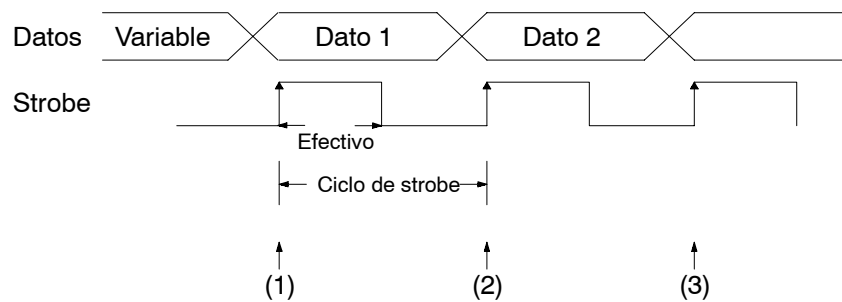 Datos Variable Dato 1 Dato 2
Strobe
Efectivo
Ciclo de strobe
(1) (2) (3)